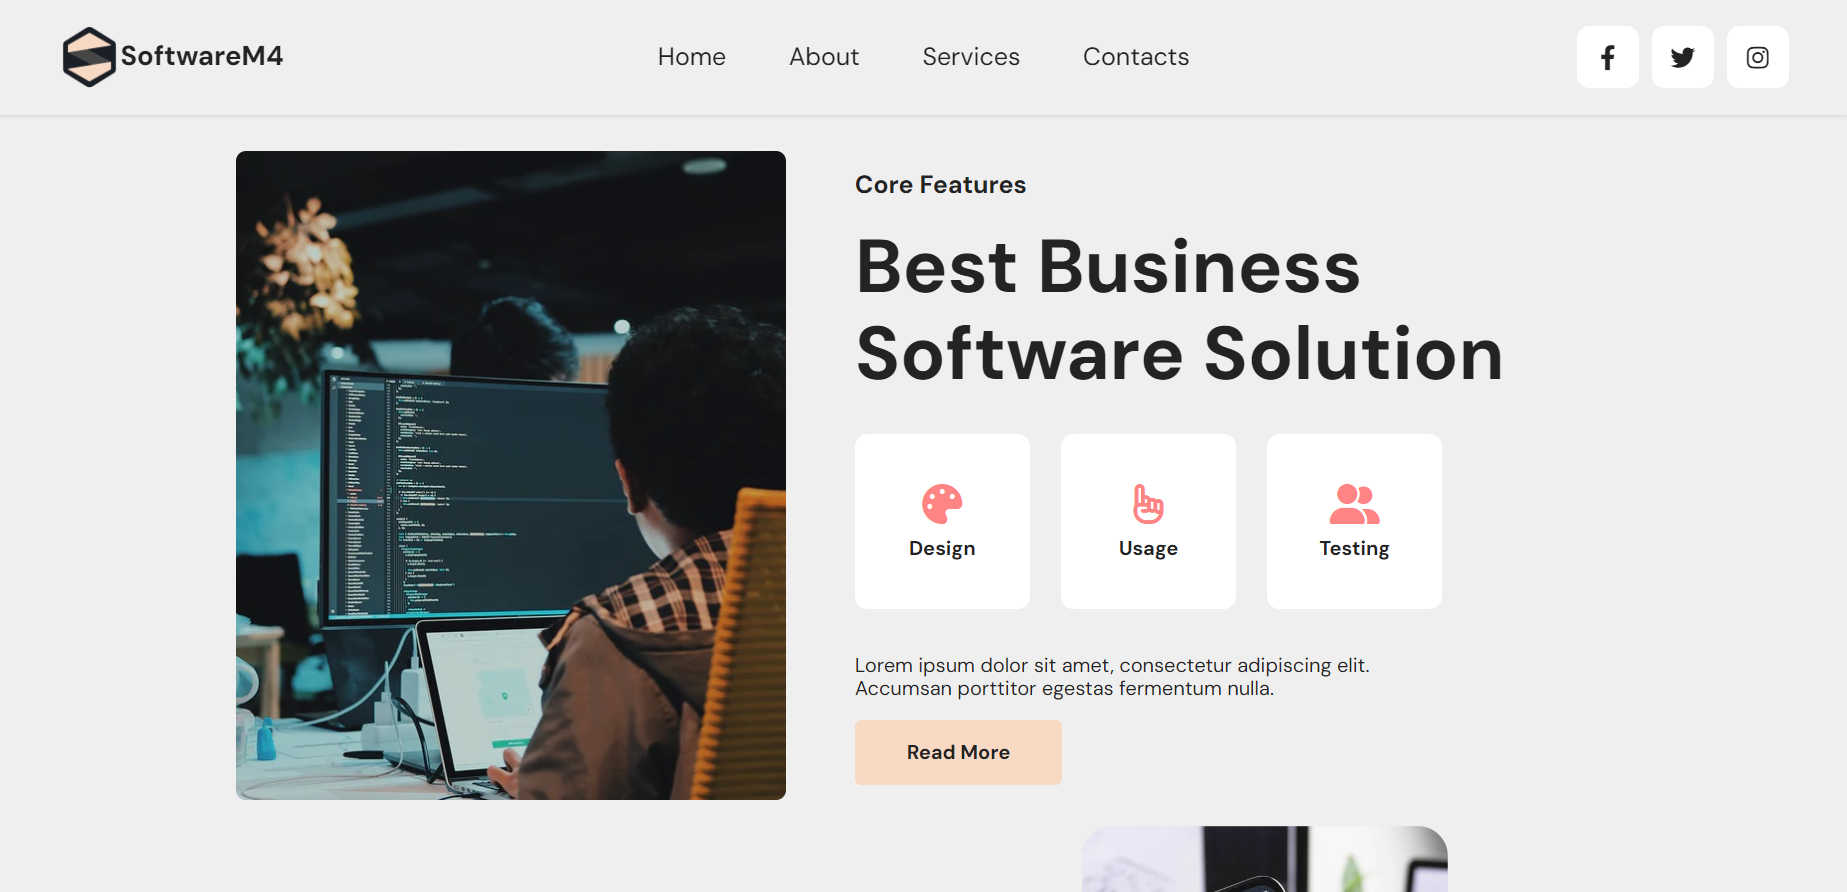 SoftwareM4
Home About Services Contacts
Core Features
Best Business
Software Solution
Design Usage Testing
Lorem ipsum dolor sit amet, consectetur adipiscing elit.
Accumsan porttitor egestas fermentum nulla.
Read More